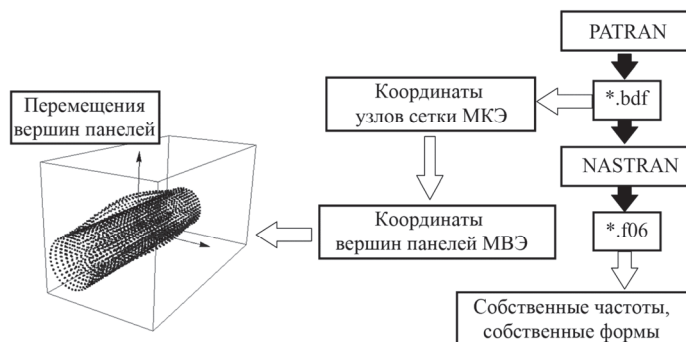 PATRAN
*.bdf
Координаты
узлов сетки МКЭ
Перемещения
вершин панелей
NASTRAN
Координаты
вершин панелей МВЭ
*.f06
Собственные частоты,
собственные формы